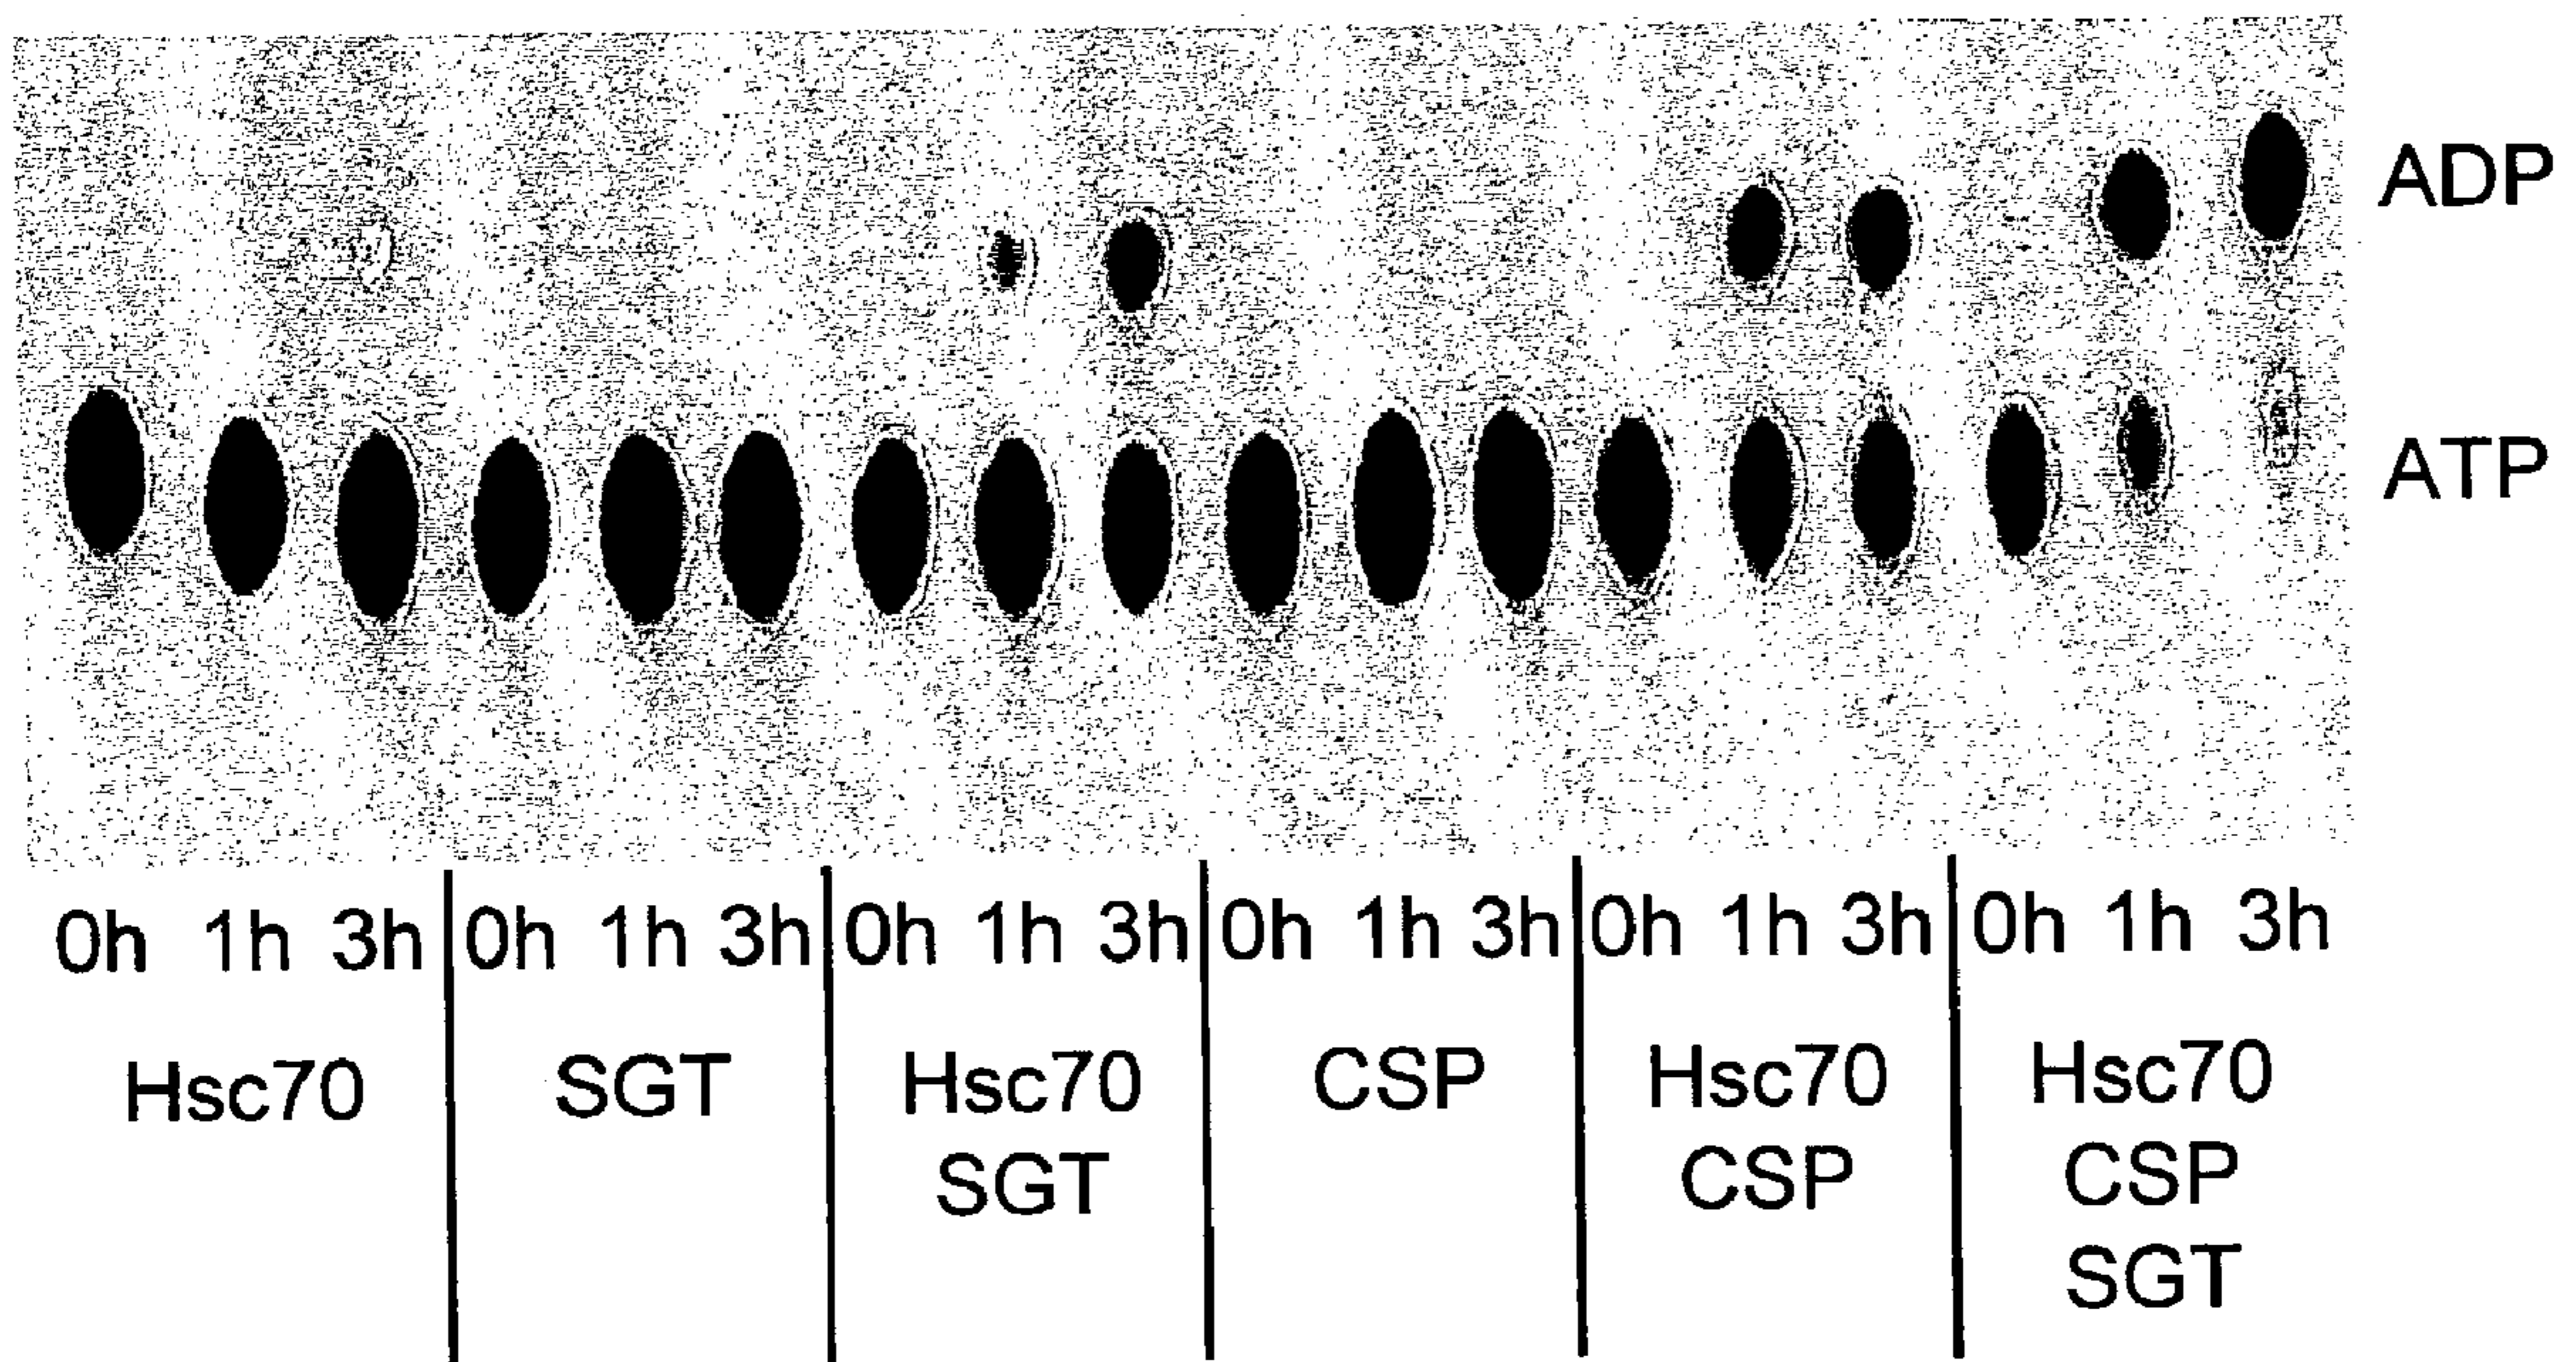 ADP
ATP
0h 1h 3h 0h 1h 3h 0h 1h 3h 0h 1h 3h 0h 1h 3h 0h 1h 3h
Hsc70 SGT Hsc70 CSP Hsc70 Hsc70
SGT CSP CSP
SGT